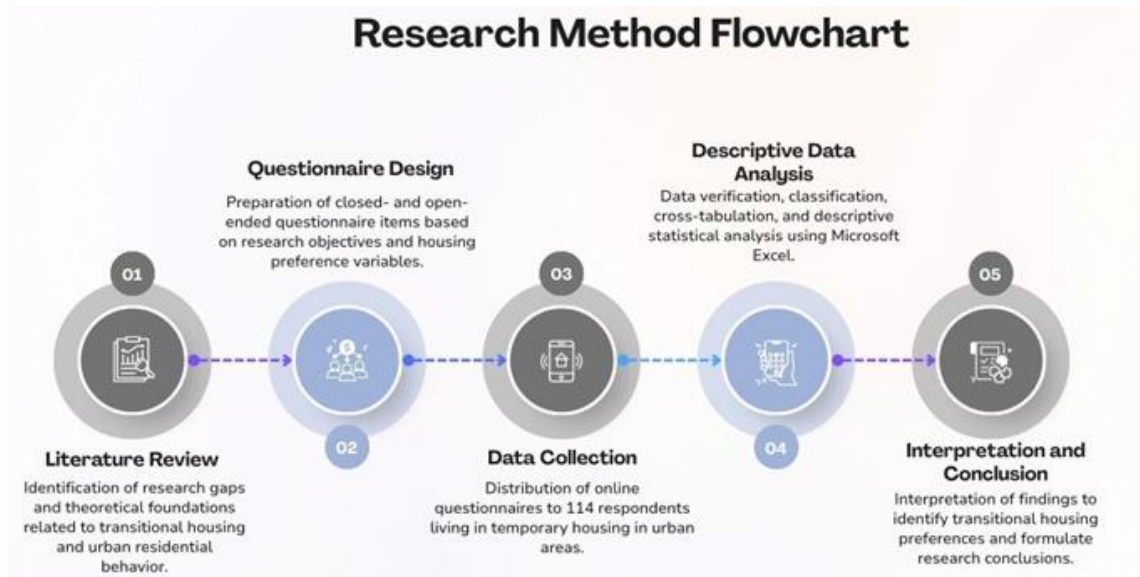 Research Method Flowchart
01
Literature Review
Identification of research gaps
and theoretical foundations
related to transitional housing
and urban residential
behavior.
Questionnaire Design
Preparation of closed- and open-
ended questionnaire items based
on research objectives and housing
preference variables.
02
03
Data Collection
Distribution of online
questionnaires to 114 respondents
living in temporary housing in urban
areas.
Descriptive Data
Analysis
Data verification, classification,
cross-tabulation, and descriptive
statistical analysis using Microsoft
Excel.
04
05
Interpretation and
Conclusion
Interpretation of findings to
identify transitional housing
preferences and formulate
research conclusions.